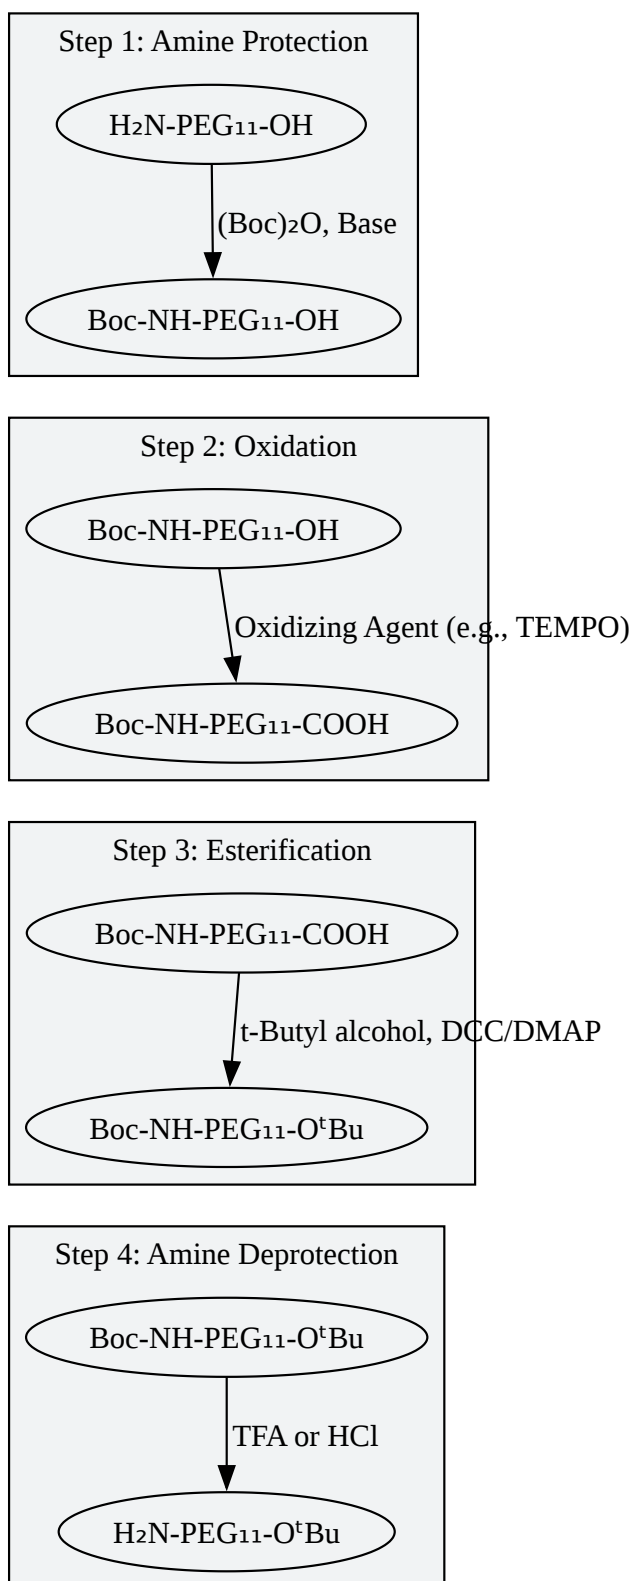 Step 1: Amine Protection
H₂N-PEG₁₁-OH
(Boc)₂O, Base
Boc-NH-PEG₁₁-OH
Step 2: Oxidation
Boc-NH-PEG₁₁-OH
Oxidizing Agent (e.g., TEMPO)
Boc-NH-PEG₁₁-COOH
Step 3: Esterification
Boc-NH-PEG₁₁-COOH
t-Butyl alcohol, DCC/DMAP
Boc-NH-PEG₁₁-OᵗBu
Step 4: Amine Deprotection
Boc-NH-PEG₁₁-OᵗBu
TFA or HCl
H₂N-PEG₁₁-OᵗBu